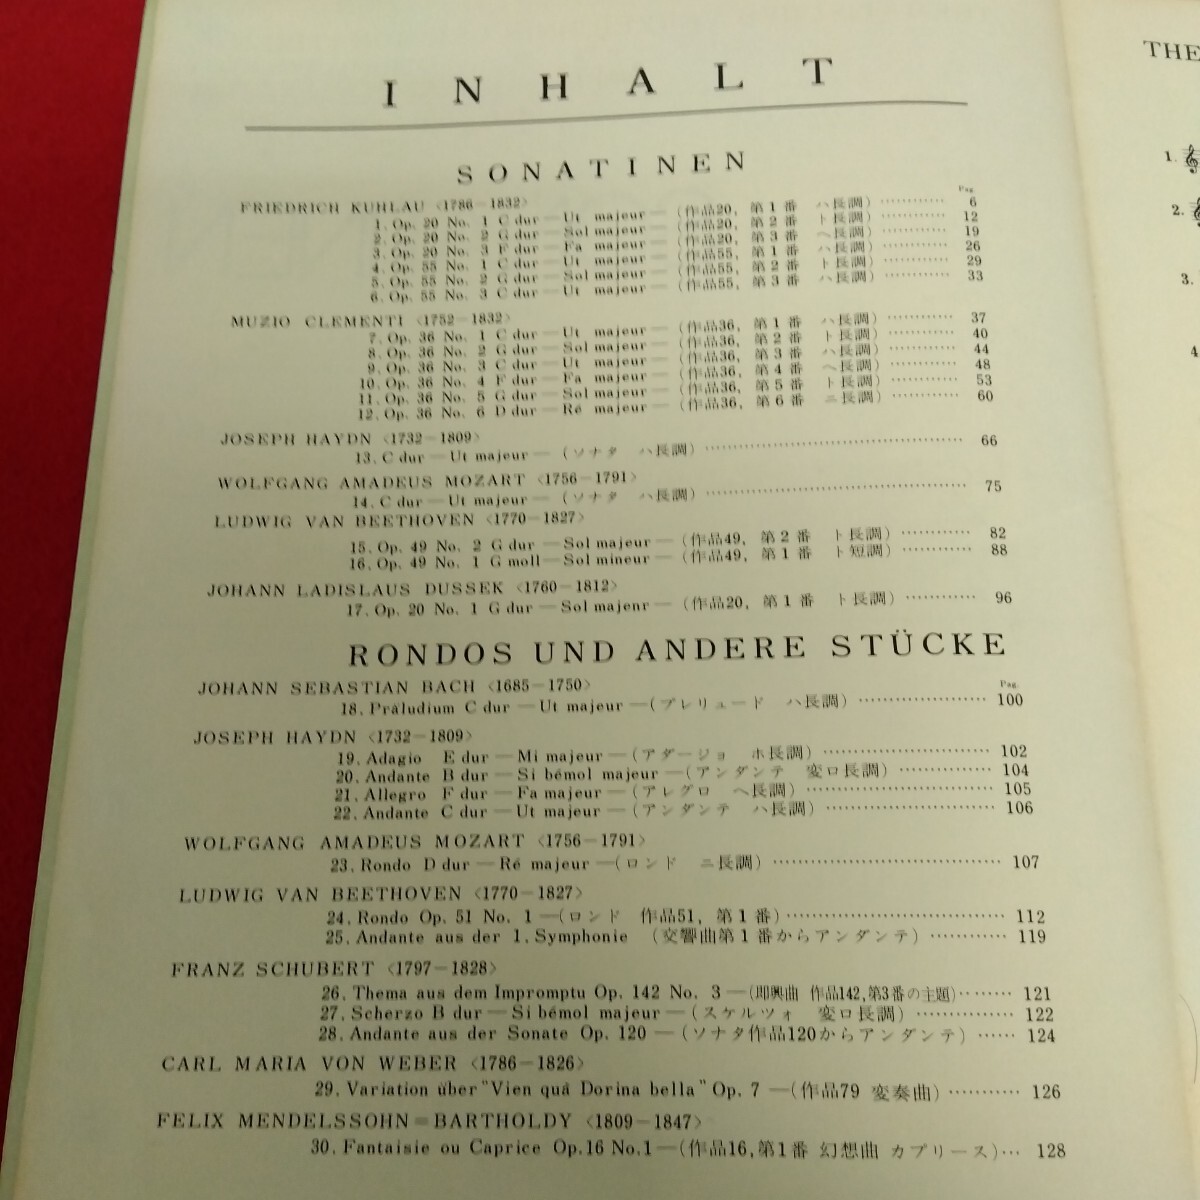 INHALT
SONATINEN
Pag
FRIEDRICH KUHLAU〈1786-1832〉
1. Op. 20 No. 1 C dur — Ut majeur — (作品20, 第1番 ハ長調) ………… 6
2. Op. 20 No. 2 G dur — Sol majeur — (作品20, 第2番 ト長調) ………… 12
3. Op. 20 No. 3 F dur — Fa majeur — (作品20, 第3番 ヘ長調) ………… 19
4. Op. 55 No. 1 C dur — Ut majeur — (作品55, 第1番 ハ長調) ………… 26
5. Op. 55 No. 2 G dur — Sol majeur — (作品55, 第2番 ト長調) ………… 29
6. Op. 55 No. 3 C dur — Ut majeur — (作品55, 第3番 ハ長調) ………… 33
MUZIO CLEMENTI〈1752-1832〉
7. Op. 36 No. 1 C dur — Ut majeur — (作品36, 第1番 ハ長調) ………… 37
8. Op. 36 No. 2 G dur — Sol majeur — (作品36, 第2番 ト長調) ………… 40
9. Op. 36 No. 3 C dur — Ut majeur — (作品36, 第3番 ハ長調) ………… 44
10. Op. 36 No. 4 F dur — Fa majeur — (作品36, 第4番 ヘ長調) ………… 48
11. Op. 36 No. 5 G dur — Sol majeur — (作品36, 第5番 ト長調) ………… 53
12. Op. 36 No. 6 D dur — Ré majeur — (作品36, 第6番 ニ長調) ………… 60
JOSEPH HAYDN〈1732-1809〉
13. C dur — Ut majeur — (ソナタ ハ長調) ………… 66
WOLFGANG AMADEUS MOZART〈1756-1791〉
14. C dur — Ut majeur — (ソナタ ハ長調) ………… 75
LUDWIG VAN BEETHOVEN〈1770-1827〉
15. Op. 49 No. 2 G dur — Sol majeur — (作品49, 第2番 ト長調) ………… 82
16. Op. 49 No. 1 G moll — Sol mineur — (作品49, 第1番 ト短調) ………… 88
JOHANN LADISLAUS DUSSEK〈1760-1812〉
17. Op. 20 No. 1 G dur — Sol majenr — (作品20, 第1番 ト長調) ………… 96
RONDOS UND ANDERE STÜCKE
Pag.
JOHANN SEBASTIAN BACH〈1685-1750〉
18. Präludium C dur — Ut majeur — (プレリュード ハ長調) ………… 100
JOSEPH HAYDN〈1732-1809〉
19. Adagio E dur — Mi majeur — (アダージョ ホ長調) ………… 102
20. Andante B dur — Si bémol majeur — (アンダンテ 変ロ長調) ………… 104
21. Allegro F dur — Fa majeur — (アレグロ ヘ長調) ………… 105
22. Andante C dur — Ut majeur — (アンダンテ ハ長調) ………… 106
WOLFGANG AMADEUS MOZART〈1756-1791〉
23. Rondo D dur — Ré majeur — (ロンド ニ長調) ………… 107
LUDWIG VAN BEETHOVEN〈1770-1827〉
24. Rondo Op. 51 No. 1 — (ロンド 作品51, 第1番) ………… 112
25. Andante aus der 1. Symphonie (交響曲第1番からアンダンテ) ………… 119
FRANZ SCHUBERT〈1797-1828〉
26. Thema aus dem Impromptu Op. 142 No. 3 — (即興曲 作品142,第3番の主題) ……… 121
27. Scherzo B dur — Si bémol majeur — (スケルツォ 変ロ長調) ………… 122
28. Andante aus der Sonate Op. 120 — (ソナタ作品120からアンダンテ) …… 124
CARL MARIA VON WEBER〈1786-1826〉
29. Variation über "Vien quà Dorina bella" Op. 7 — (作品79 変奏曲) ………… 126
FELIX MENDELSSOHN=BARTHOLDY〈1809-1847〉
30. Fantaisie ou Caprice Op.16 No.1 — (作品16,第1番 幻想曲 カプリース) … 128
THE
1.
2.
3.
4